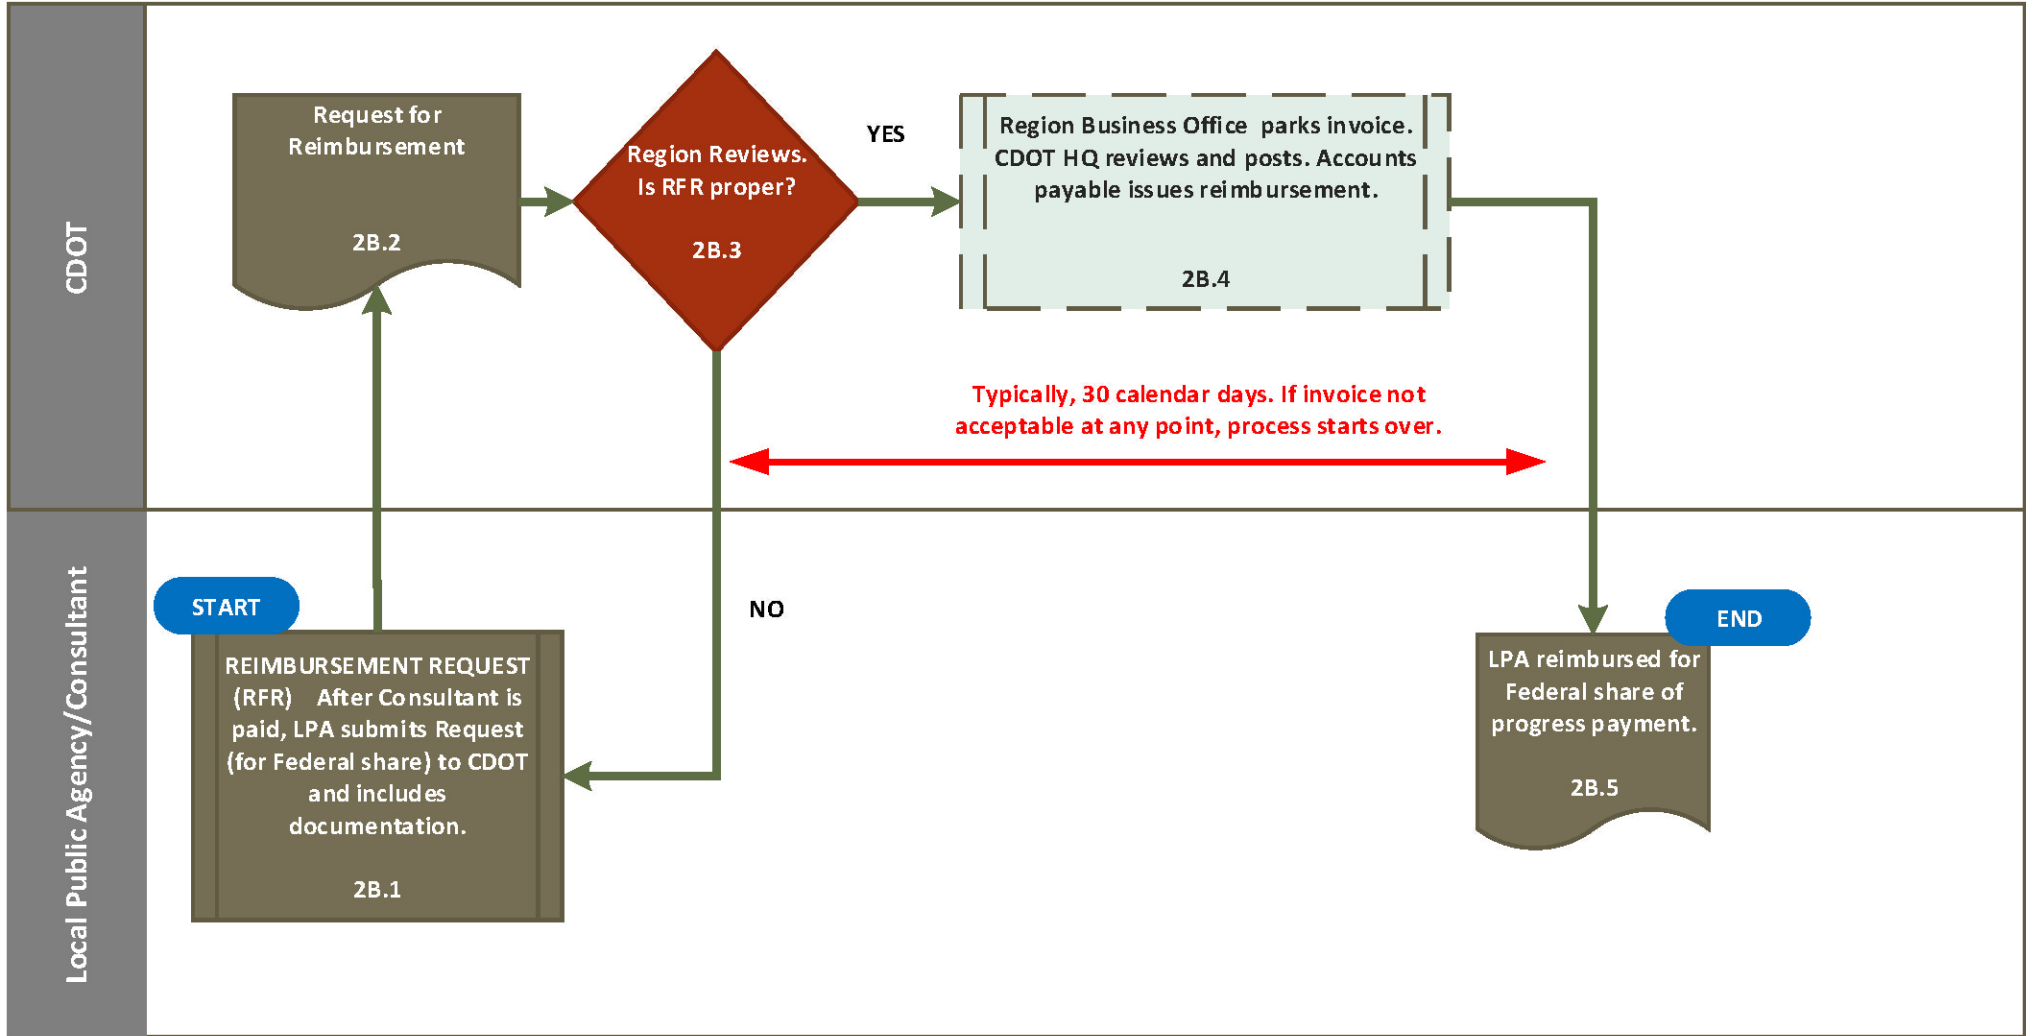 CDOT
Request for
Reimbursement
2B.2
Region Reviews.
Is RFR proper?
2B.3
YES
Region Business Office parks invoice.
CDOT HQ reviews and posts. Accounts
payable issues reimbursement.
2B.4
Typically, 30 calendar days. If invoice not
acceptable at any point, process starts over.
Local Public Agency/Consultant
START
REIMBURSEMENT REQUEST
(RFR) After Consultant is
paid, LPA submits Request
(for Federal share) to CDOT
and includes
documentation.
2B.1
NO
END
LPA reimbursed for
Federal share of
progress payment.
2B.5